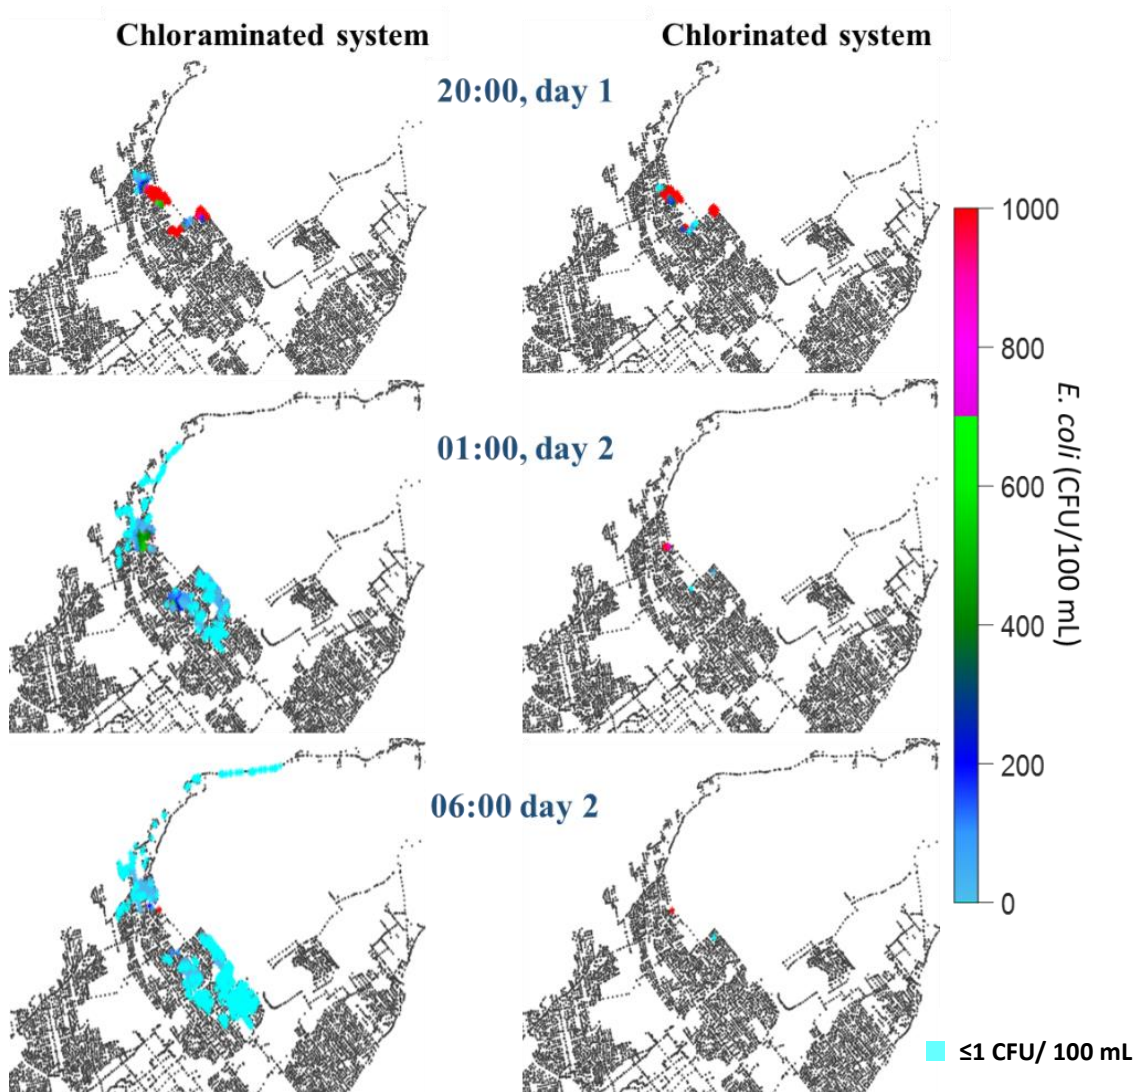 Chloraminated system
Chlorinated system
20:00, day 1
01:00, day 2
06:00 day 2
1000
800
600
400
200
0
E. coli (CFU/100 mL)
≤1 CFU/ 100 mL